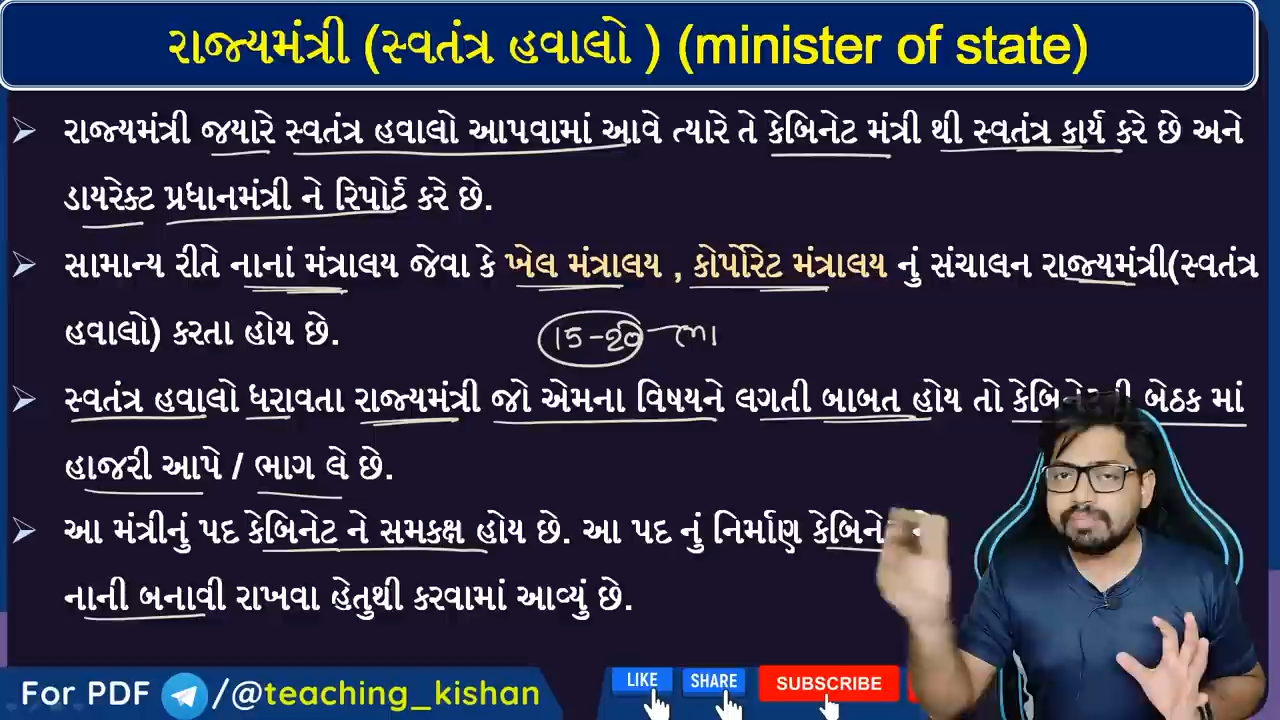 રાજ્યમંત્રી (સ્વતંત્ર હવાલો ) (minister of state)
રાજ્યમંત્રી જયારે સ્વતંત્ર હવાલો આપવામાં આવે ત્યારે તે કેબિનેટ મંત્રી થી સ્વતંત્ર કાર્ય કરે છે અને
ડાયરેક્ટ પ્રધાનમંત્રી ને રિપોર્ટ કરે છે.
સામાન્ય રીતે નાનાં મંત્રાલય જેવા કે ખેલ મંત્રાલય , કોર્પોરેટ મંત્રાલય નું સંચાલન રાજ્યમંત્રી(સ્વતંત્ર
હવાલો) કરતા હોય છે.
15-20
સ્વતંત્ર હવાલો ધરાવતા રાજ્યમંત્રી જો એમના વિષયને લગતી બાબત હોય તો બેઠક માં
હાજરી આપે / ભાગ લે છે.
આ મંત્રીનું પદ કેબિનેટ ને સમકક્ષ હોય છે. આ પદ નું નિર્માણ
નાની બનાવી રાખવા હેતુથી કરવામાં આવ્યું છે.
For PDF /@teaching_kishan
LIKE SHARE SUBSCRIBE